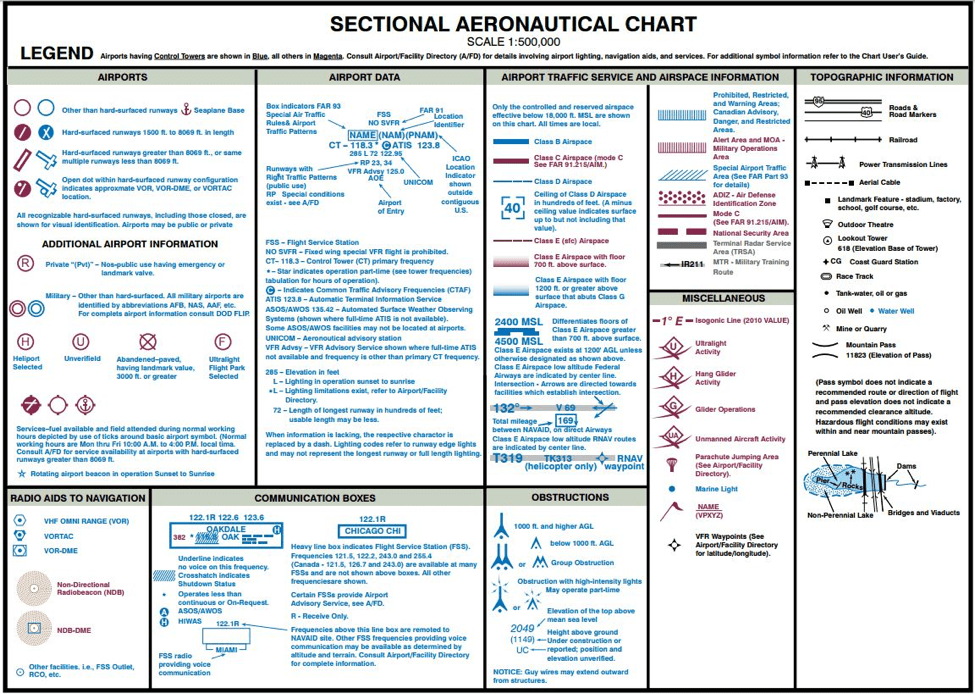 SECTIONAL AERONAUTICAL CHART
SCALE 1:500,000
LEGEND Airports having Control Towers are shown in Blue, all others in Magenta. Consult Airport/Facility Directory (A/FD) for details involving airport lighting, navigation aids, and services. For additional symbol information refer to the Chart User's Guide.
AIRPORTS
Other than hard-surfaced runways
Seaplane Base
Hard-surfaced runways 1500 ft. to 8069 ft. in length
Hard-surfaced runways greater than 8069 ft., or same
multiple runways less than 8069 ft.
Open dot within hard-surfaced runway configuration
indicates approximate VOR, VOR-DME, or VORTAC
location.
All recognizable hard-surfaced runways, including those closed, are
shown for visual identification. Airports may be public or private
ADDITIONAL AIRPORT INFORMATION
R
Private "(Pvt)" – Nos-public use having emergency or
landmark valve.
Military – Other than hard-surfaced. All military airports are
identified by abbreviations AFB, NAS, AAF, etc.
For complete airport information consult DOD FLIP.
H
Heliport
Selected
U
Unverifield
Abandoned–paved,
having landmark value,
3000 ft. or greater
F
Ultralight
Flight Park
Selected
Services–fuel available and field attended during normal working
hours depicted by use of ticks around basic airport symbol. (Normal
working hours are Mon thru Fri 10:00 A.M. to 4:00 P.M. local tima.
Consult A/FD for service availability at airports with hard-surfaced
runways greater than 8069 ft.
Rotating airport beacon in operation Sunset to Sunrise
AIRPORT DATA
Box indicators FAR 93
Special Air Traffic
Rules& Airport
Traffic Patterns
FSS
NO SVFR
FAR 91
Location
Identifier
NAME (NAM) (PNAM)
CT – 118.3 * C ATIS 123.8
285 L 72 122.95
RP 23, 34
VFR Advsy 125.0
AOE
Runways with
Right Traffic Patterns
(public use)
RP Special conditions
exist - see A/FD
Airport
of Entry
UNICOM
ICAO
Location
Indicator
shown
outside
contiguous
U.S.
FSS – Flight Service Station
NO SVFR – Fixed wing special VFR flight is prohibited.
CT– 118.3 – Control Tower (CT) primary frequency
*– Star indicates operation part-time (see lower frequencies)
tabulation for hours of operation).
C – Indicates Common Traffic Advisory Frequencies (CTAF)
ATIS 123.8 – Automatic Terminal Information Service
ASOS/AWOS 135.42 – Automated Surface Weather Observing
Systems (shown where full-time ATIS is not available).
Some ASOS/AWOS facilities may not be located at airports.
UNICOM – Aeronoutical advisory station
VFR Advsy – VFR Advisory Service shown where full-time ATIS
not available and frequency is other than primary CT frequency.
285 – Elevation in feet
L – Lighting in operation sunset to sunrise
*L – Lighting limitations exist, refer to Airport/Facility
Directory.
72 – Length of longest runway in hundreds of feet;
usable length may be less.
When information is lacking, the respective charactor is
replaced by a dash. Lighting codes refer to runway edge lights
and may not represent the longest runway or full length lighting.
AIRPORT TRAFFIC SERVICE AND AIRSPACE INFORMATION
Only the controlled and reserved airspace
effective below 18,000 ft. MSL are shown
on this chart. All times are local.
Class B Airspace
Class C Airspace (mode C
See FAR 91.215/AIM.)
Class D Airspace
40
Ceiling of Class D Airspace
in hundreds of feet. (A minus
ceiling value indicates surface
up to but not including that
value).
Class E (sfc) Airspace
Class E Airspace with floor
700 ft. above surface.
Class E Airspace with floor
1200 ft. or greater above
surface that abuts Class G
Airspace.
2400 MSL
4500 MSL
Differentiates floors of
Class E Airspace greater
than 700 ft. above surface.
Class E Airspace exists at 1200' AGL unless
otherwise designated as shown above.
Class E Airspace low altitude Federal
Airways are indicated by center line.
Intersection - Arrows are directed towards
facilities which establish intersection.
132° V 69
169
Total mileage
between NAVAID, on direct Airways
Class E Airspace low altitude RNAV routes
are indicated by center line.
T319 TK313 RNAV
(helicopter only) waypoint
Prohibited, Restricted,
and Warning Areas;
Canadian Advisory,
Danger, and Restricted
Areas.
Alert Area and MOA -
Military Operations
Area
Special Airport Traffic
Area (See FAR Part 93
for details)
ADIZ - Air Defense
Identification Zone
Mode C
(See FAR 91.215/AIM).
National Security Area
Terminal Radar Service
Area (TRSA)
IR211
MTR - Military Training
Route
MISCELLANEOUS
1° E
Isogonic Line (2010 VALUE)
U
Ultralight
Activity
H
Hang Glider
Activity
G
Glider Operations
UA
Unmanned Aircraft Activity
Parachute Jumping Area
(See Airport/Facility
Directory).
Marine Light
NAME
(VPXYZ)
VFR Waypoints (See
Airport/Facility Directory
for latitude/longitude).
TOPOGRAPHIC INFORMATION
Roads &
Road Markers
Railroad
Power Transmission Lines
Aerial Cable
Landmark Feature - stadium, factory,
school, golf course, etc.
Outdoor Theatre
Lookout Tower
618 (Elevation Base of Tower)
CG Coast Guard Station
Race Track
Tank-water, oil or gas
Oil Well
Water Well
Mine or Quarry
Mountain Pass
11823 (Elevation of Pass)
(Pass symbol does not indicate a
recommended route or direction of flight
and pass elevation does not indicate a
recommended clearance altitude.
Hazardous flight conditions may exist
within and near mountain passes).
Perennial Lake
Dams
Pier
Rocks
Non-Perennial Lake
Bridges and Viaducts
RADIO AIDS TO NAVIGATION
VHF OMNI RANGE (VOR)
VORTAC
VOR-DME
Non-Directional
Radiobeacon (NDB)
NDB-DME
Other facilities. i.e., FSS Outlet,
RCO, etc.
COMMUNICATION BOXES
122.1R 122.6 123.6
OAKDALE H
382 * 116.8 OAK
Underline indicates
no voice on this frequency.
Crosshatch indicates
Shutdown Status
Operates less than
continuous or On-Request.
A ASOS/AWOS
H HIWAS
122.1R
MIAMI
FSS radio
providing voice
communication
122.1R
CHICAGO CHI
Heavy line box indicates Flight Service Station (FSS).
Frequencies 121.5, 122.2, 243.0 and 255.4
(Canada - 121.5, 126.7 and 243.0) are available at many
FSSs and are not shown above boxes. All other
frequenciesare shown.
Certain FSSs provide Airport
Advisory Service, see A/FD.
R - Receive Only.
Frequencies above this line box are remoted to
NAVAID site. Other FSS frequencies providing voice
communication may be available as determined by
altitude and terrain. Consult Airport/Facility Directory
for complete information.
OBSTRUCTIONS
1000 ft. and higher AGL
below 1000 ft. AGL
or Group Obstruction
Obstruction with high-intensity lights
May operate part-time
or
2049
(1149)
UC
Elevation of the top above
mean sea level
Height above ground
Under construction or
reported; position and
elevation unverified.
NOTICE: Guy wires may extend outward
from structures.